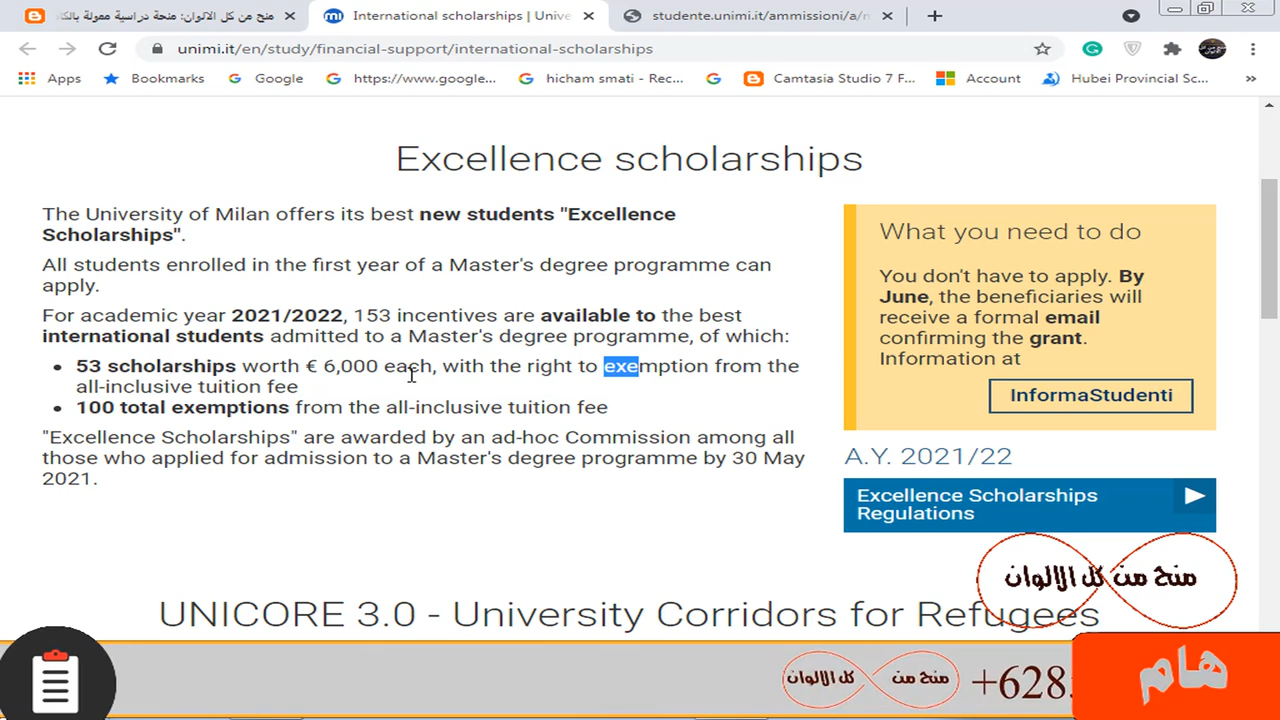 منح من كل الالوان: منحة دراسية ممولة بالكا
International scholarships | Unive
studente.unimi.it/ammissioni/a/m
unimi.it/en/study/financial-support/international-scholarships
Apps
Bookmarks
Google
https://www.google...
hicham smati - Rec...
Camtasia Studio 7 F...
Account
Hubei Provincial Sc...
»
Excellence scholarships
The University of Milan offers its best new students "Excellence
Scholarships".
All students enrolled in the first year of a Master's degree programme can
apply.
For academic year 2021/2022, 153 incentives are available to the best
international students admitted to a Master's degree programme, of which:
• 53 scholarships worth € 6,000 each, with the right to exemption from the
all-inclusive tuition fee
• 100 total exemptions from the all-inclusive tuition fee
"Excellence Scholarships" are awarded by an ad-hoc Commission among all
those who applied for admission to a Master's degree programme by 30 May
2021.
What you need to do
You don't have to apply. By
June, the beneficiaries will
receive a formal email
confirming the grant.
Information at
InformaStudenti
A.Y. 2021/22
Excellence Scholarships
Regulations
منح من كل الالوان
UNICORE 3.0 - University Corridors for Refugees
منح من كل الالوان
+628
هام